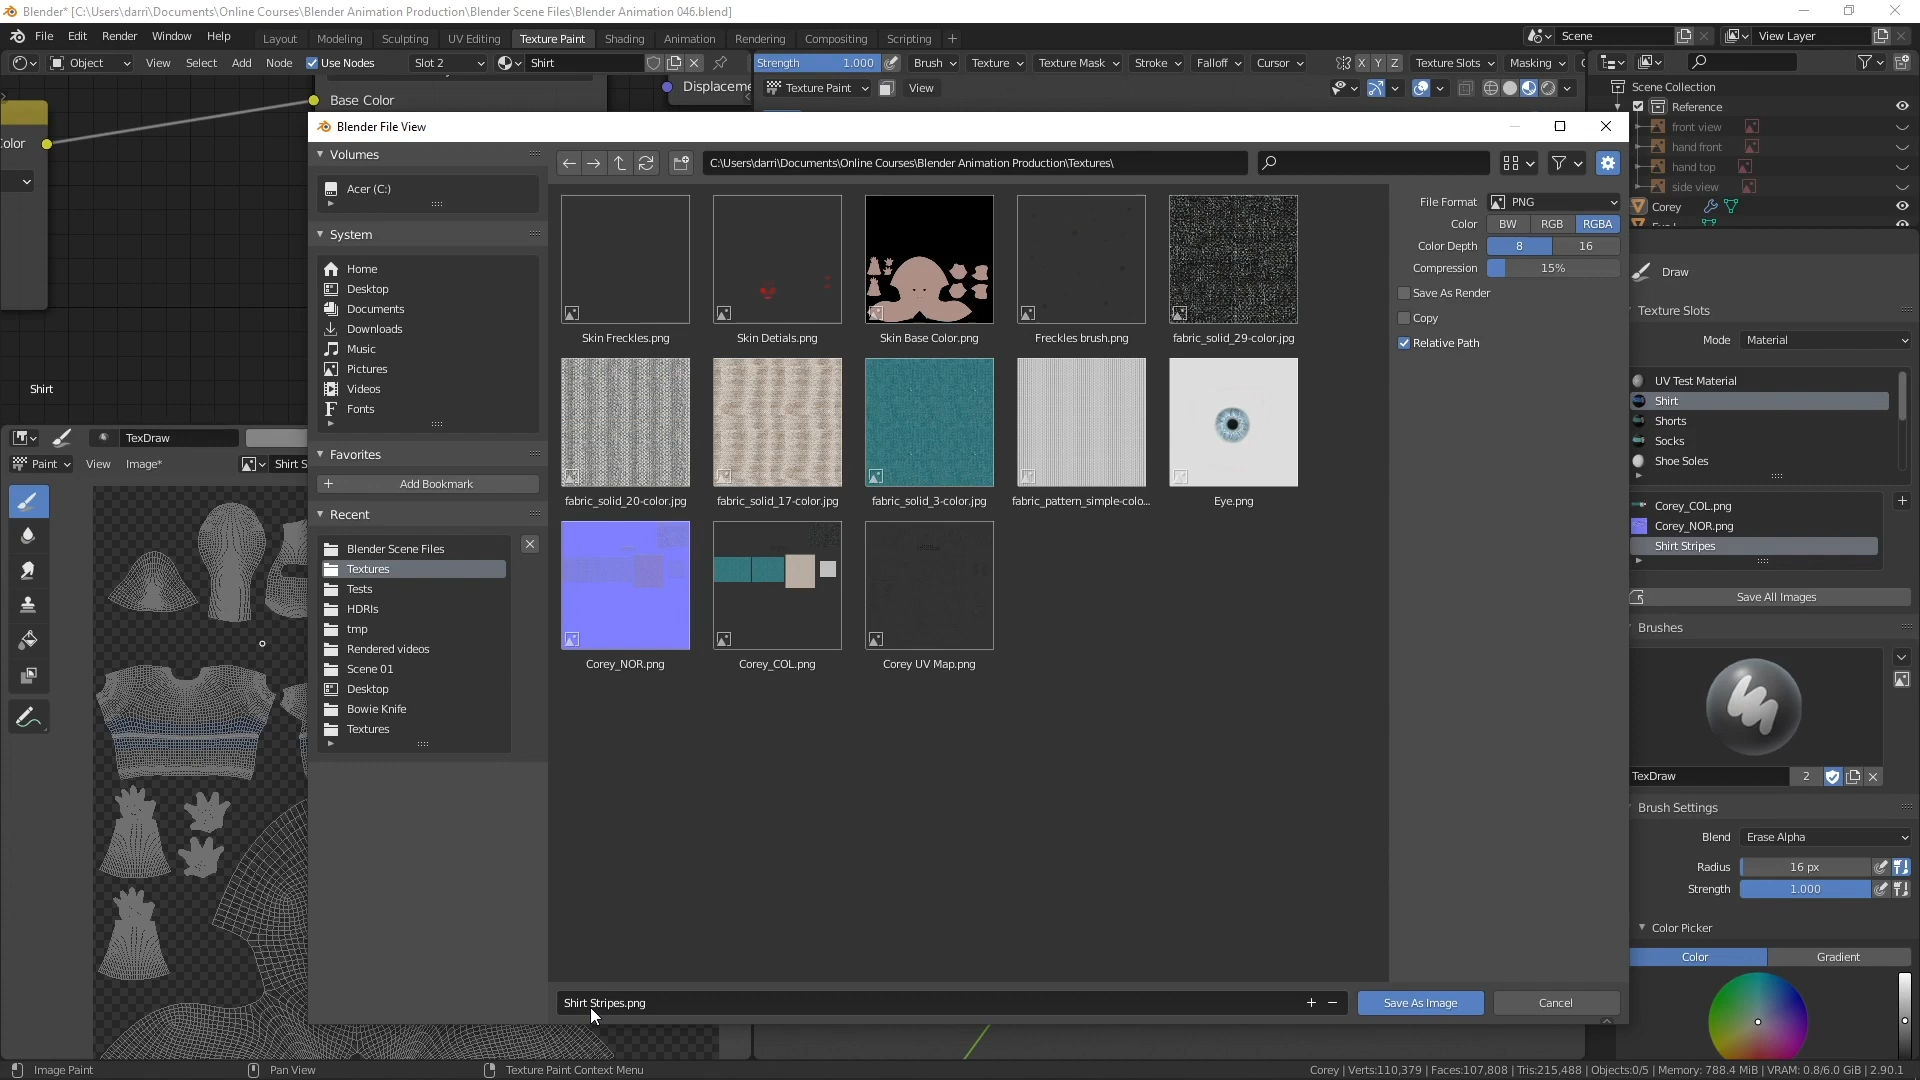 Blender* [C:\Users\darri\Documents\Online Courses\Blender Animation Production\Blender Scene Files\Blender Animation 046.blend]
File Edit Render Window Help Layout Modeling Sculpting UV Editing Texture Paint Shading Animation Rendering Compositing Scripting + Scene View Layer
Object View Select Add Node Use Nodes Slot 2 Shirt Strength 1.000 Brush Texture Texture Mask Stroke Falloff Cursor X Y Z Texture Slots Masking
Base Color
Displaceme
Texture Paint View
Color
Shirt
TexDraw
Paint View Image* Shirt S
Blender File View
Volumes
Acer (C:)
System
Home
Desktop
Documents
Downloads
Music
Pictures
Videos
Fonts
Favorites
Add Bookmark
Recent
Blender Scene Files
Textures
Tests
HDRIs
tmp
Rendered videos
Scene 01
Desktop
Bowie Knife
Textures
C:\Users\darri\Documents\Online Courses\Blender Animation Production\Textures\
Skin Freckles.png
Skin Detials.png
Skin Base Color.png
Freckles brush.png
fabric_solid_29-color.jpg
fabric_solid_20-color.jpg
fabric_solid_17-color.jpg
fabric_solid_3-color.jpg
fabric_pattern_simple-colo...
Eye.png
Corey_NOR.png
Corey_COL.png
Corey UV Map.png
File Format PNG
Color BW RGB RGBA
Color Depth 8 16
Compression 15%
Save As Render
Copy
Relative Path
Shirt Stripes.png
Save As Image
Cancel
Scene Collection
Reference
front view
hand front
hand top
side view
Corey
Draw
Texture Slots
Mode Material
UV Test Material
Shirt
Shorts
Socks
Shoe Soles
Corey_COL.png
Corey_NOR.png
Shirt Stripes
Save All Images
Brushes
TexDraw 2
Brush Settings
Blend Erase Alpha
Radius 16 px
Strength 1.000
Color Picker
Color Gradient
Image Paint Pan View Texture Paint Context Menu Corey | Verts:110,379 | Faces:107,808 | Tris:215,488 | Objects:0/5 | Memory: 788.4 MiB | VRAM: 0.8/6.0 GiB | 2.90.1